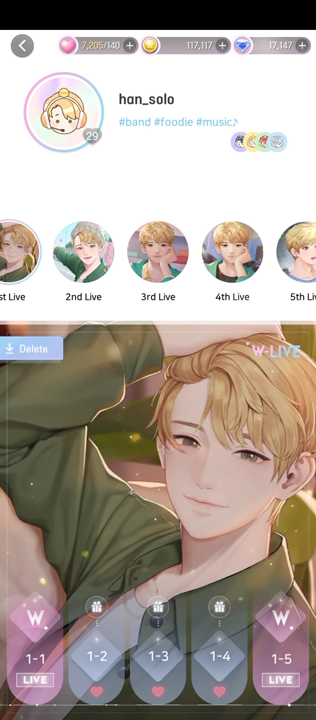 7,205/140
117,117
17,147
han_solo
#band #foodie #music♪
29
st Live
2nd Live
3rd Live
4th Live
5th Li
Delete
W-LIVE
W.
W.
1-1
1-2
1-3
1-4
1-5
LIVE
LIVE